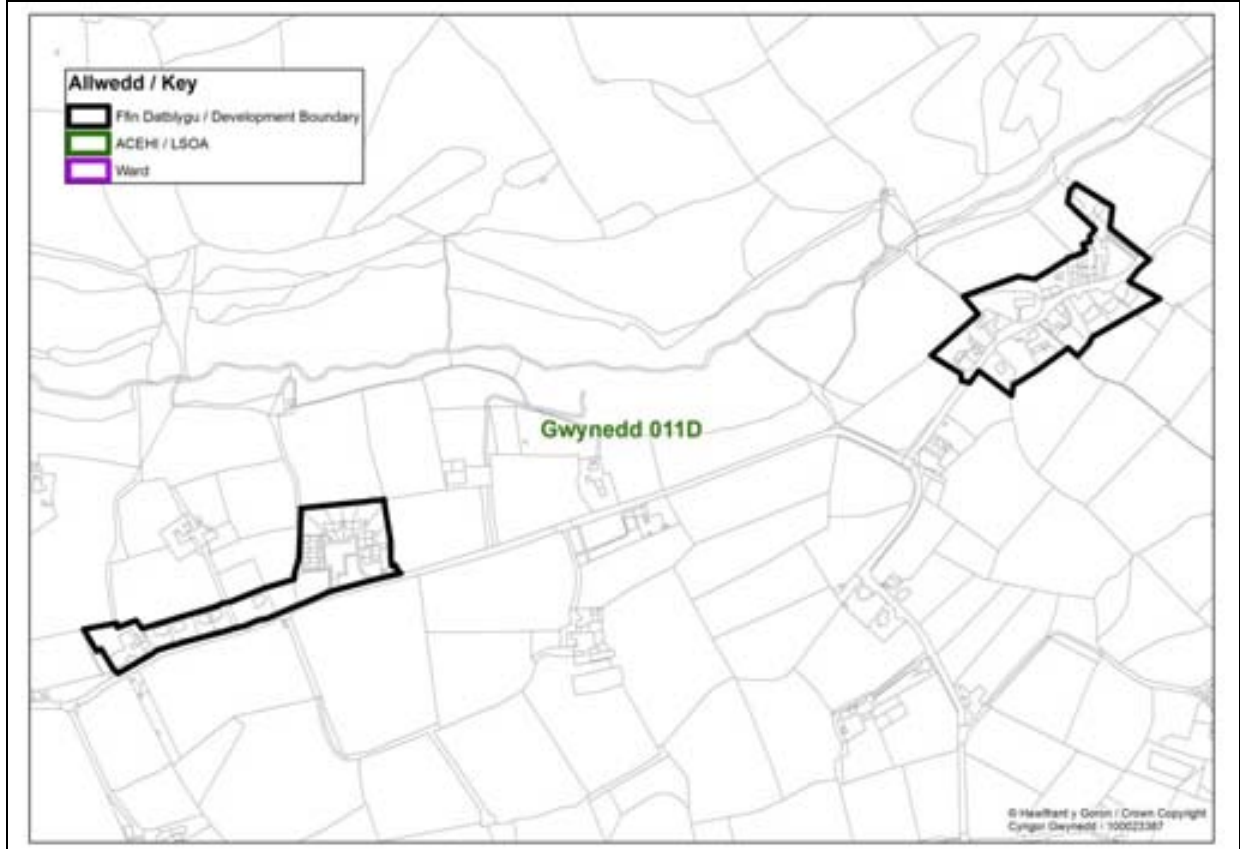 Allwedd / Key
Ffin Datblygu / Development Boundary
ACEHI / LSOA
Ward
Gwynedd 011D
© Hawlfraint y Goron / Crown Copyright
Cyngor Gwynedd - 100023387